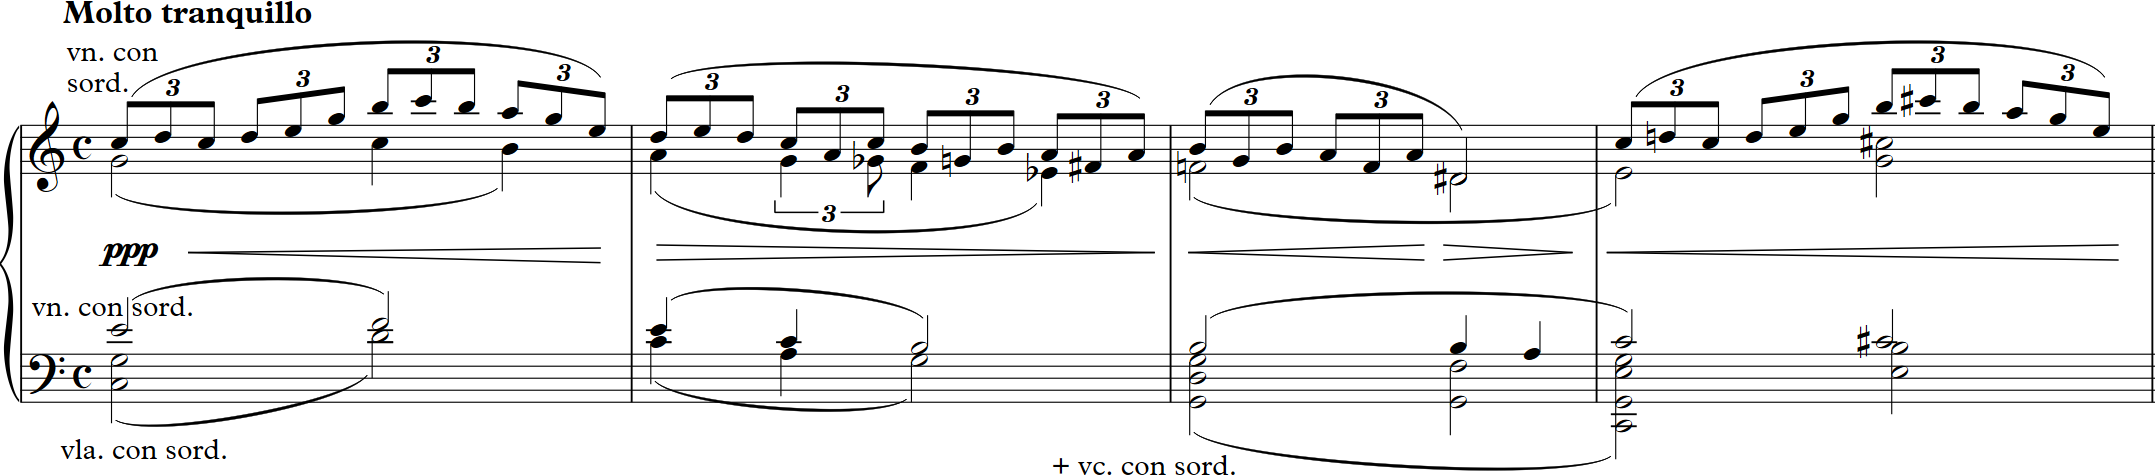 Molto tranquillo
vn. con
sord.
3 3 3 3 3 3 3 3 3 3 3 3 3 3
3
ppp
vn. con sord.
vla. con sord.
+ vc. con sord.